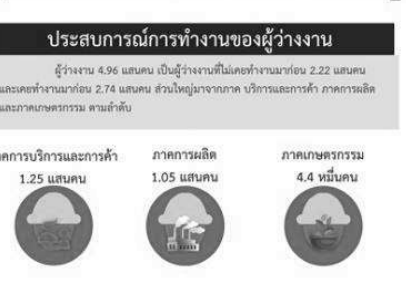 ประสบการณ์การทำงานของผู้ว่างงาน
ผู้ว่างงาน 4.96 แสนคน เป็นผู้ว่างงานที่ไม่เคยทำงานมาก่อน 2.22 แสนคน
และเคยทำงานมาก่อน 2.74 แสนคน ส่วนใหญ่มาจากภาค บริการและการค้า ภาคการผลิต
และภาคเกษตรกรรม ตามลำดับ
าคการบริการและการค้า ภาคการผลิต ภาคเกษตรกรรม
1.25 แสนคน 1.05 แสนคน 4.4 หมื่นคน